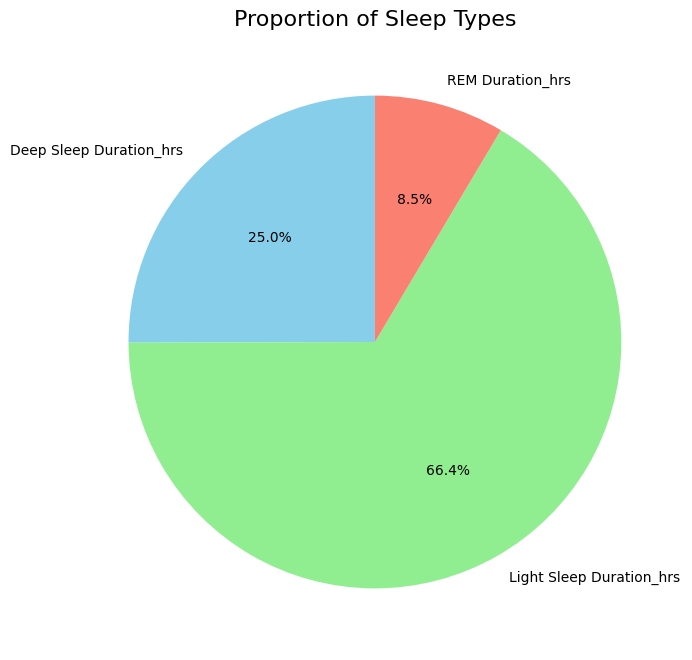 Proportion of Sleep Types
REM Duration_hrs
Deep Sleep Duration_hrs
8.5%
25.0%
66.4%
Light Sleep Duration_hrs